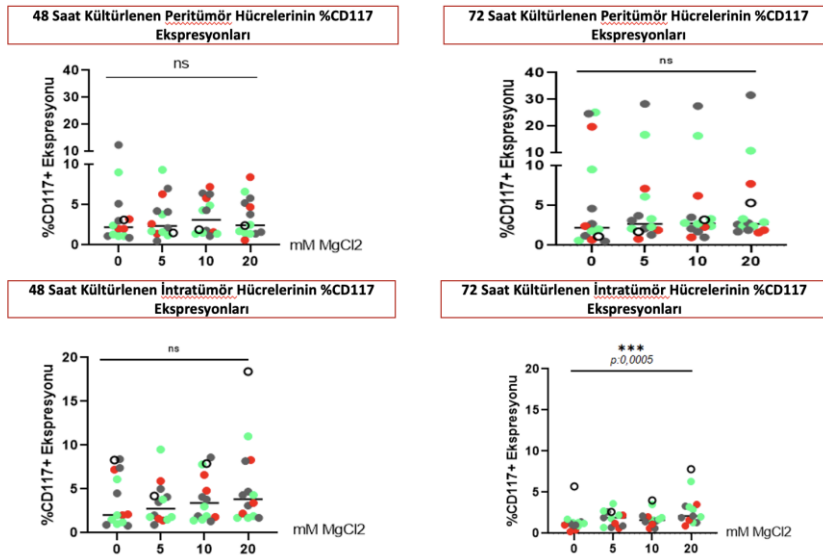 48 Saat Kültürlenen Peritümör Hücrelerinin %CD117
Ekspresyonları
72 Saat Kültürlenen Peritümör Hücrelerinin %CD117
Ekspresyonları
%CD117+ Ekspresyonu
40
30
20
10
10
5
0
ns
0 5 10 20
mM MgCl2
%CD117+ Ekspresyonu
40
30
20
10
10
5
0
ns
0 5 10 20
48 Saat Kültürlenen İntratümör Hücrelerinin %CD117
Ekspresyonları
72 Saat Kültürlenen İntratümör Hücrelerinin %CD117
Ekspresyonları
%CD117+ Ekspresyonu
20
15
10
5
0
ns
0 5 10 20
mM MgCl2
%CD117+ Ekspresyonu
20
15
10
5
0
***
p:0,0005
0 5 10 20
mM MgCl2